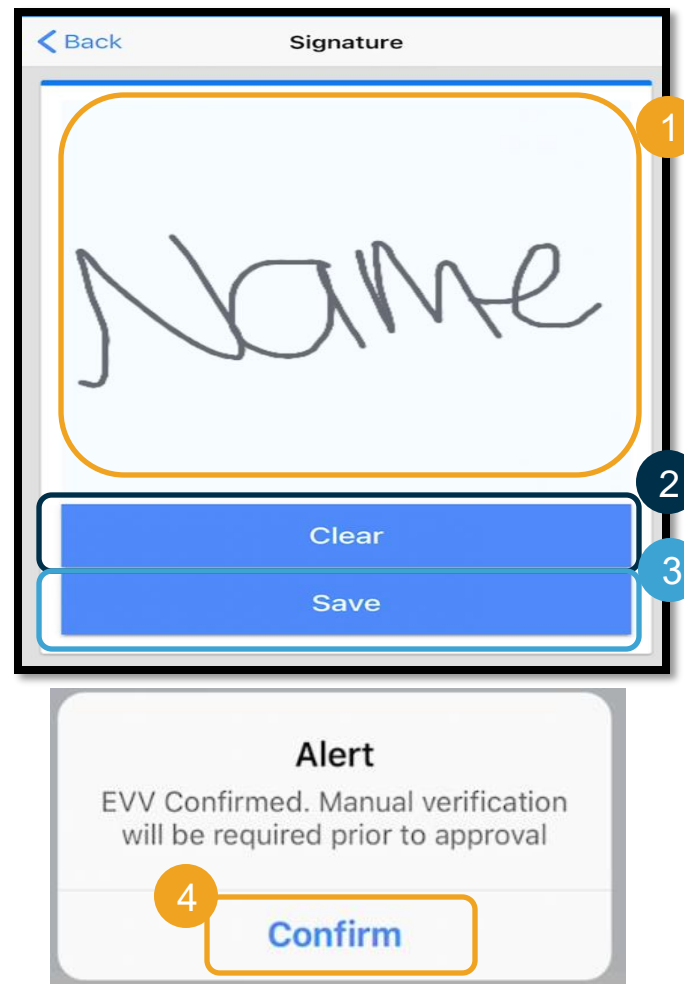 Back
Signature
1
Name
2
Clear
3
Save
Alert
EVV Confirmed. Manual verification
will be required prior to approval
4
Confirm